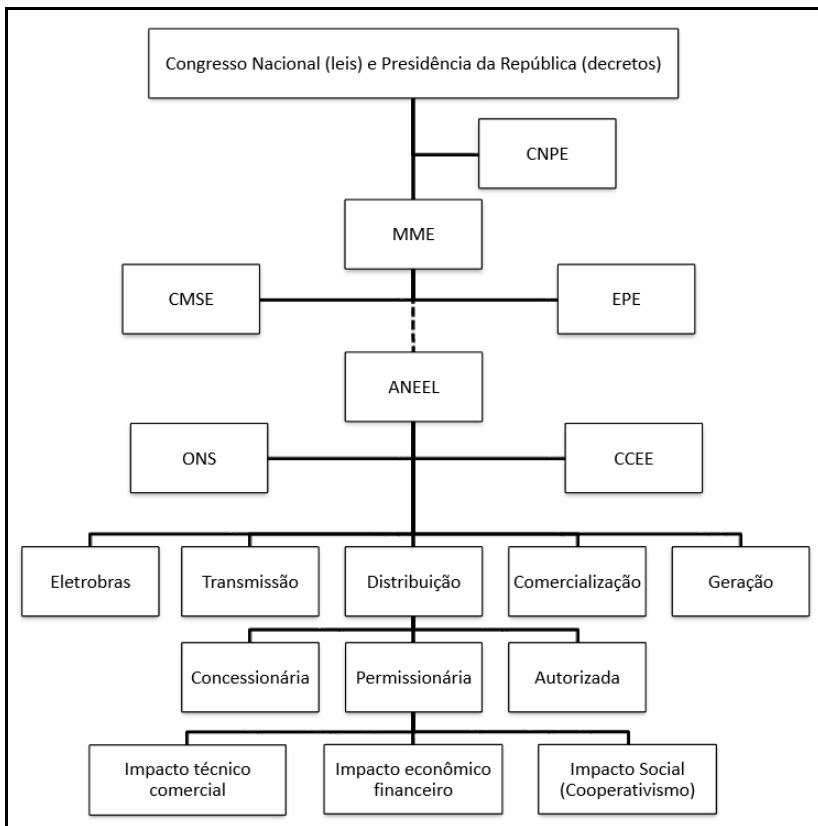 Congresso Nacional (leis) e Presidência da República (decretos)
CNPE
MME
CMSE
EPE
ANEEL
ONS
CCEE
Eletrobras
Transmissão
Distribuição
Comercialização
Geração
Concessionária
Permissionária
Autorizada
Impacto técnico
comercial
Impacto econômico
financeiro
Impacto Social
(Cooperativismo)